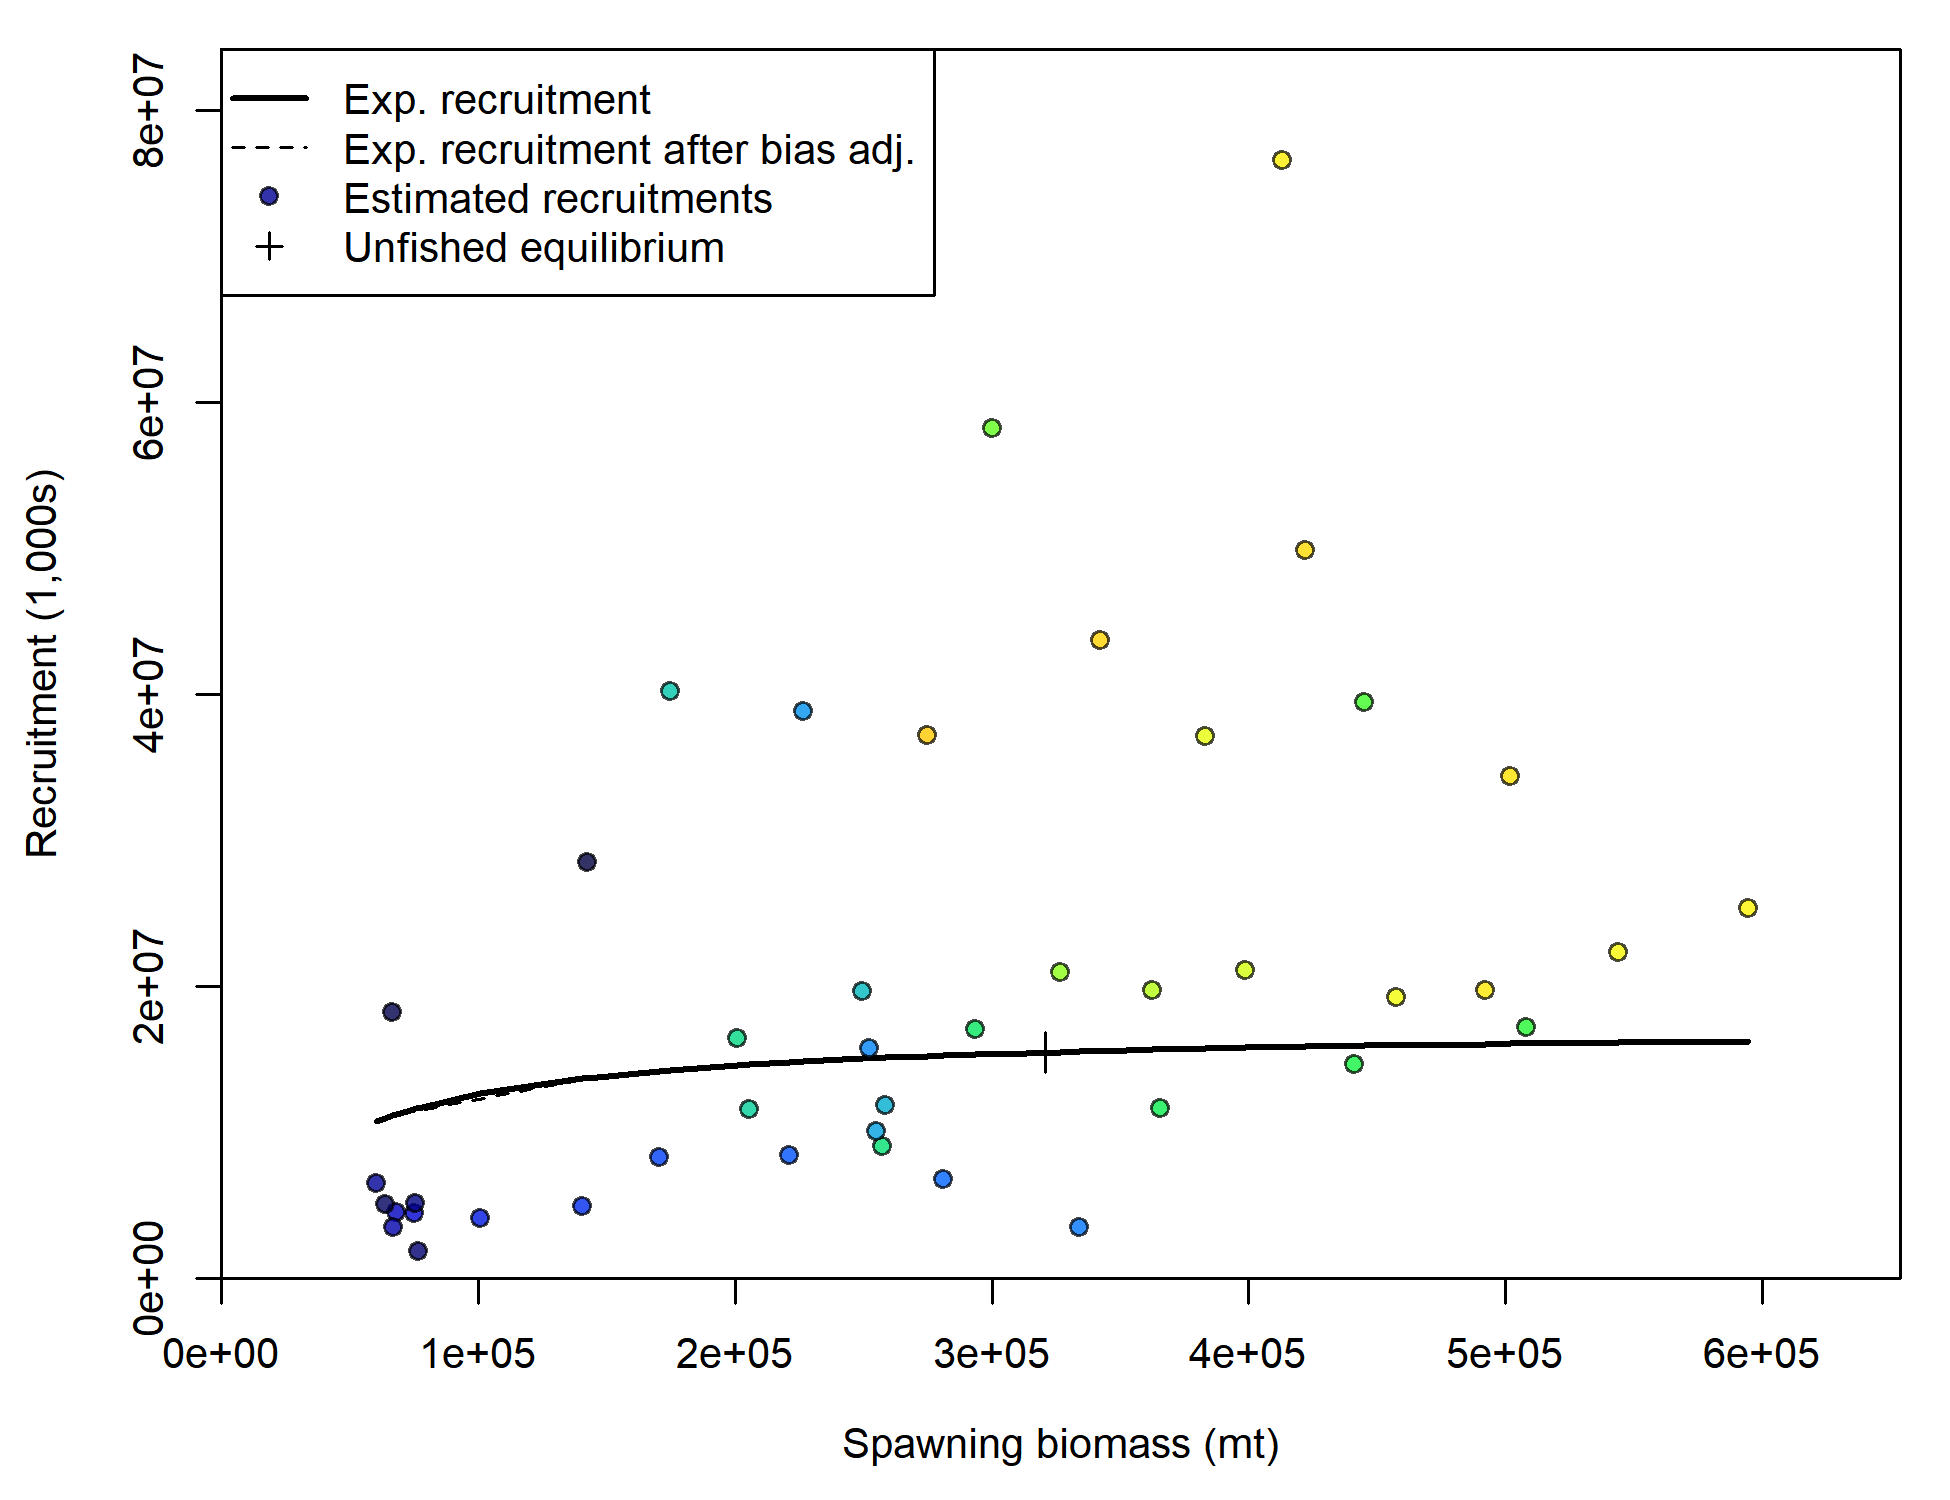 Exp. recruitment
Exp. recruitment after bias adj.
Estimated recruitments
Unfished equilibrium
8e+07
6e+07
4e+07
2e+07
0e+00
Recruitment (1,000s)
0e+00 1e+05 2e+05 3e+05 4e+05 5e+05 6e+05
Spawning biomass (mt)